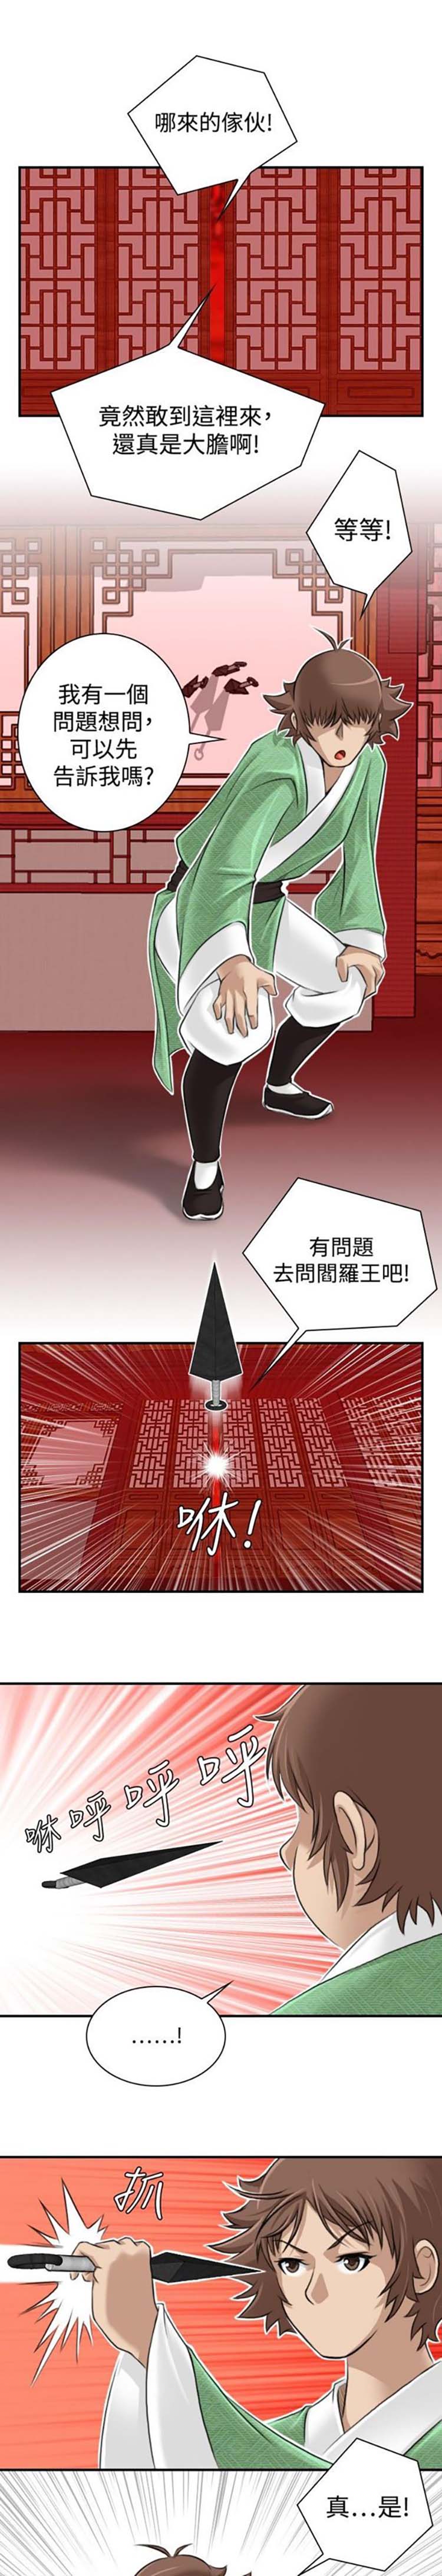 哪來的傢伙!
竟然敢到這裡來,
還真是大膽啊!
等等!
我有一個
問題想問,
可以先
告訴我嗎?
有問題
去問閻羅王吧!
咻!
咻呼呼呼
......!
抓
真...是!